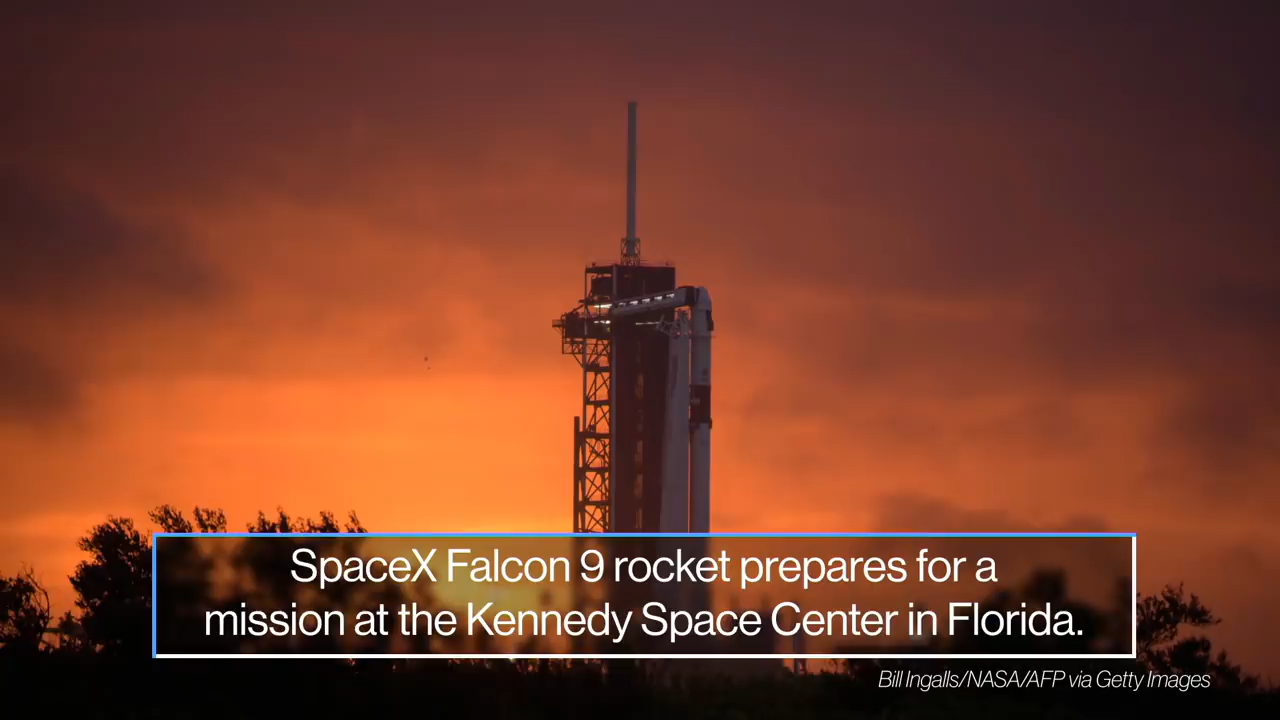 SpaceX Falcon 9 rocket prepares for a
mission at the Kennedy Space Center in Florida.
Bill Ingalls/NASA/AFP via Getty Images